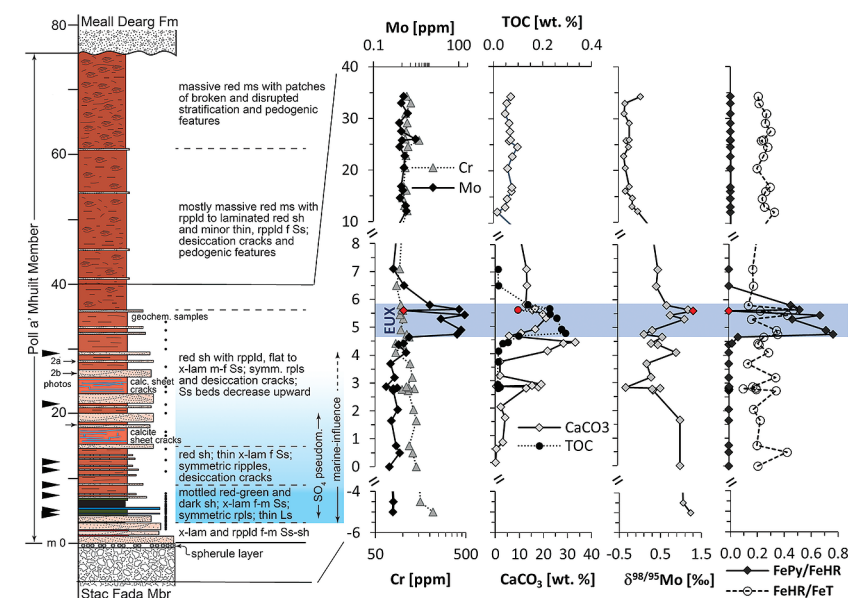 80
Meall Dearg Fm
60
40
20
m 0
Poll a' Mhuilt Member
Stac Fada Mbr
massive red ms with patches
of broken and disrupted
stratification and pedogenic
features
mostly massive red ms with
rppld to laminated red sh
and minor thin, rppld f Ss;
desiccation cracks and
pedogenic features
geochem. samples
red sh with rppld, flat to
x-lam m-f Ss; symm. rpls
and desiccation cracks;
Ss beds decrease upward
2a
2b
photos
calc. sheet
cracks
calcite
sheet cracks
red sh; thin x-lam f Ss;
symmetric ripples,
desiccation cracks
mottled red-green and
dark sh; x-lam f-m Ss;
symmetric rpls; thin Ls
x-lam and rppld f-m Ss-sh
spherule layer
SO4 pseudom.
marine-influence
Mo [ppm]
0.1 100
40
30
20
10
8
7
6
5
4
3
2
1
0
-5
-6
Cr
Mo
EUX
50 500
Cr [ppm]
TOC [wt. %]
0.0 0.2 0.4
CaCO3
TOC
0 10 20 30 40
CaCO3 [wt. %]
-0.5 0.5 1.5
δ98/95Mo [‰]
0.0 0.2 0.4 0.6 0.8
FePy/FeHR
FeHR/FeT